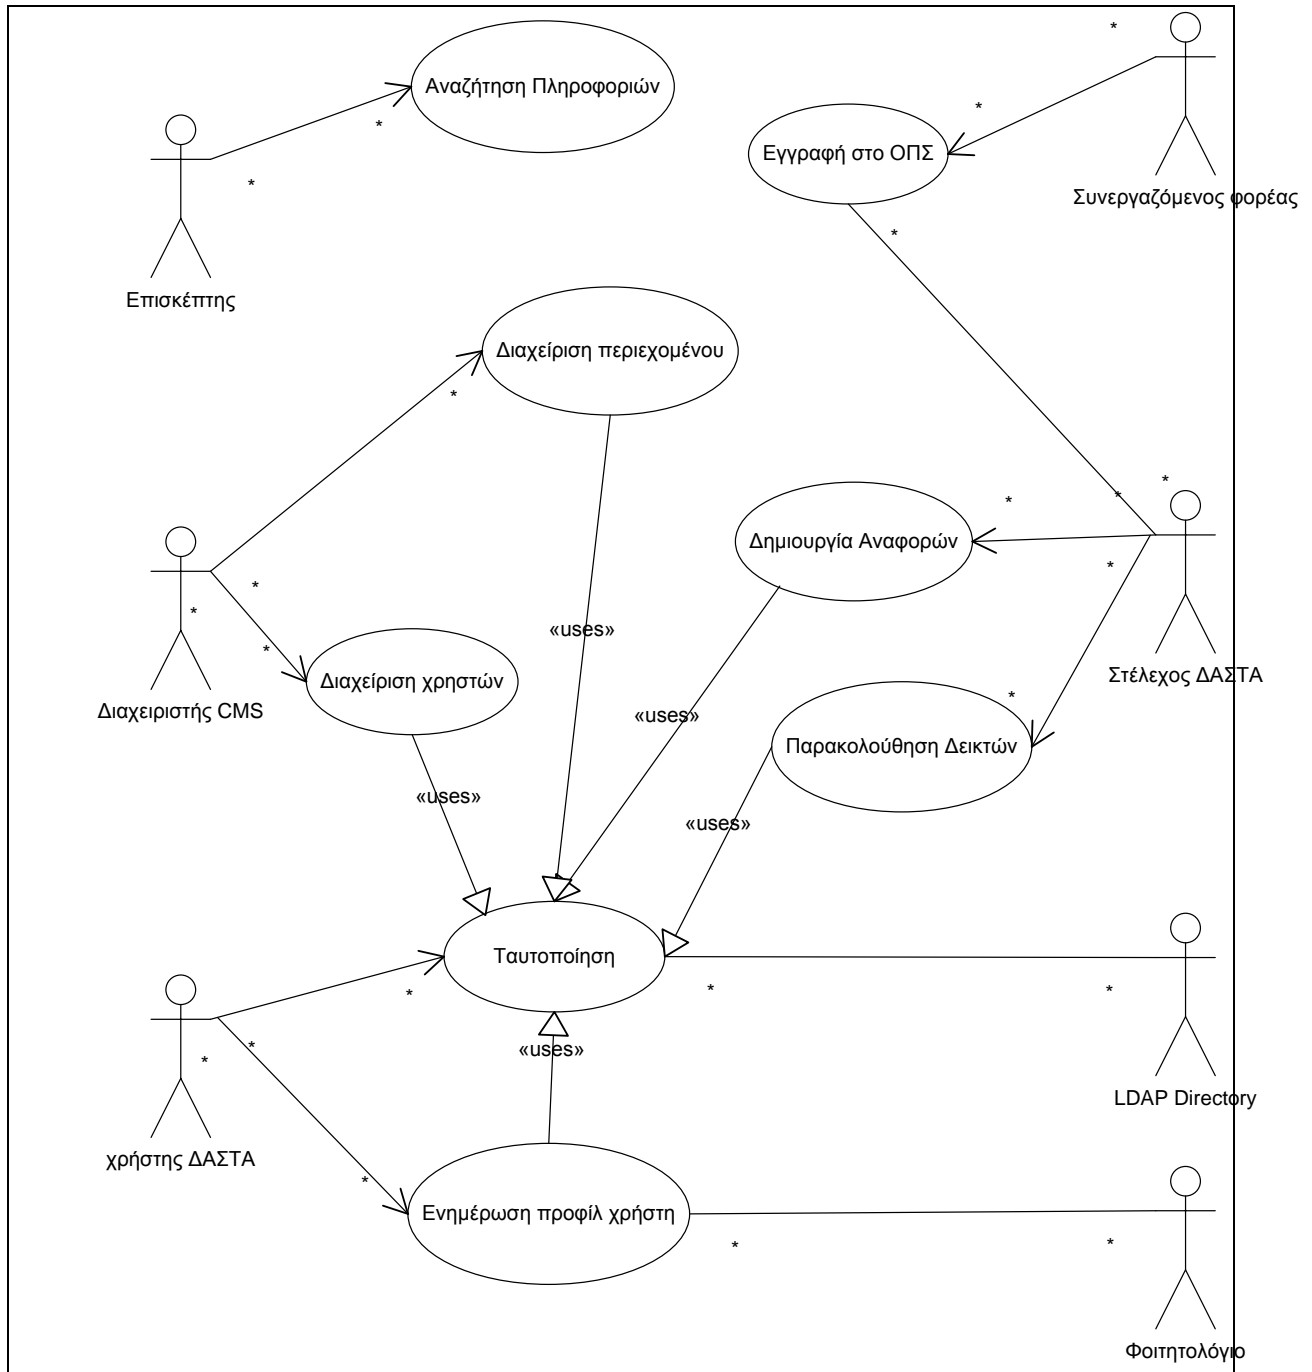 Αναζήτηση Πληροφοριών
*
*
*
*
Εγγραφή στο ΟΠΣ
Συνεργαζόμενος φορέας
*
Επισκέπτης
Διαχείριση περιεχομένου
*
*
*
*
Δημιουργία Αναφορών
*
*
*
«uses»
*
Διαχείριση χρηστών
Στέλεχος ΔΑΣΤΑ
*
Διαχειριστής CMS
«uses»
Παρακολούθηση Δεικτών
«uses»
«uses»
Ταυτοποίηση
*
*
*
*
«uses»
*
LDAP Directory
χρήστης ΔΑΣΤΑ
*
Ενημέρωση προφίλ χρήστη
*
*
Φοιτητολόγιο